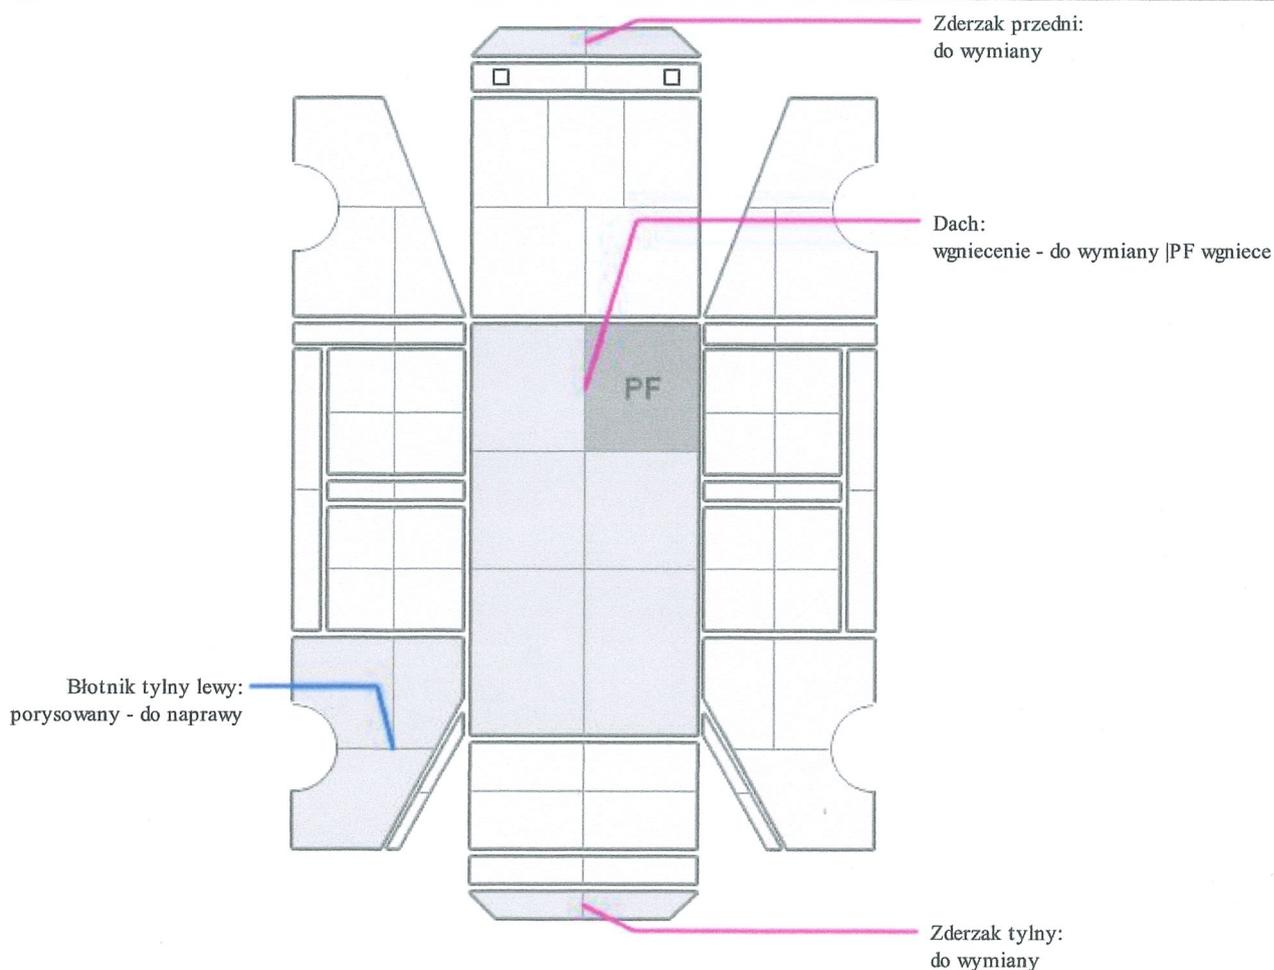 Zderzak przedni:
do wymiany
Dach:
wgniecenie - do wymiany |PF wgniece
PF
Błotnik tylny lewy:
porysowany - do naprawy
Zderzak tylny:
do wymiany